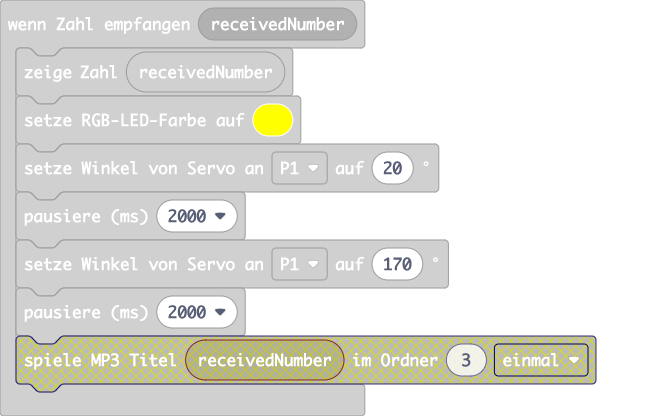 wenn Zahl empfangen receivedNumber
zeige Zahl receivedNumber
setze RGB-LED-Farbe auf
setze Winkel von Servo an P1 auf 20 °
pausiere (ms) 2000
setze Winkel von Servo an P1 auf 170 °
pausiere (ms) 2000
spiele MP3 Titel receivedNumber im Ordner 3 einmal